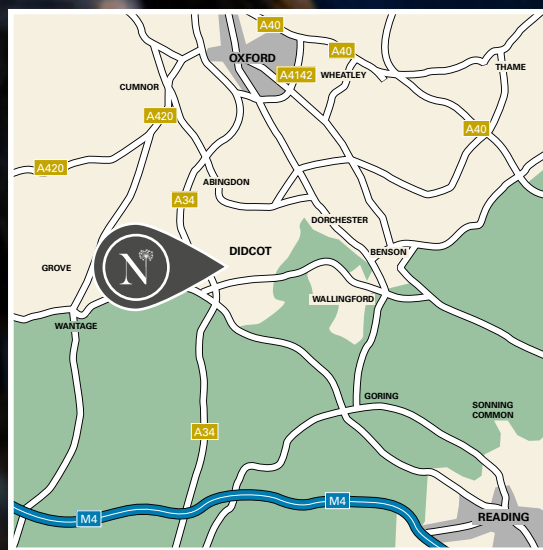 A40
OXFORD
A40
A4142
WHEATLEY
THAME
CUMNOR
A420
A40
A420
ABINGDON
A34
DORCHESTER
DIDCOT
BENSON
N
GROVE
WALLINGFORD
WANTAGE
GORING
SONNING
COMMON
A34
M4
M4
READING